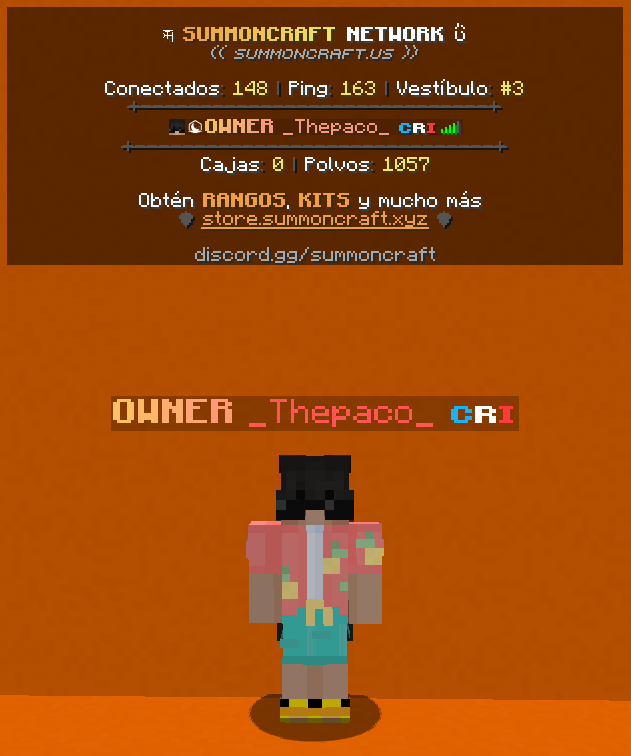 SUMMONCRAFT NETWORK
(( SUMMONCRAFT.US ))
Conectados: 148 | Ping: 163 | Vestíbulo: #3
OWNER _Thepaco_ CRI
Cajas: 0 | Polvos: 1057
Obtén RANGOS, KITS y mucho más
store.summoncraft.xyz
discord.gg/summoncraft
OWNER _Thepaco_ CRI